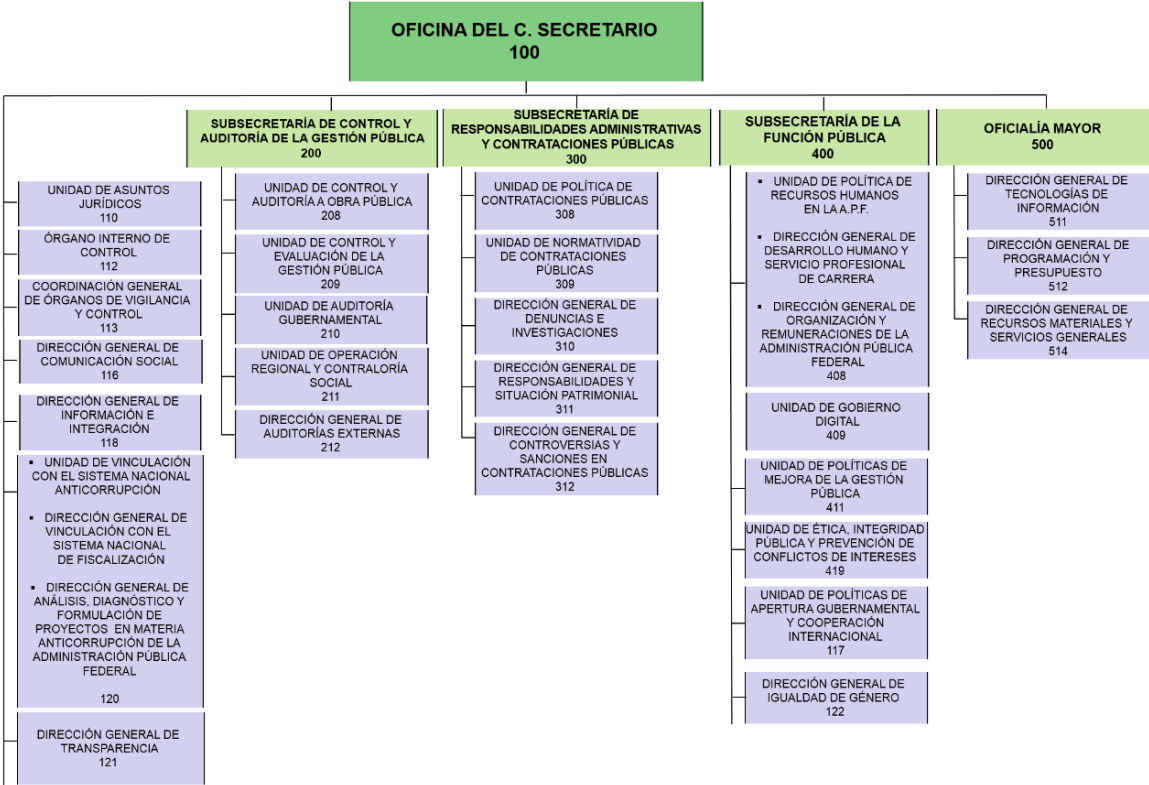 OFICINA DEL C. SECRETARIO
100
SUBSECRETARÍA DE CONTROL Y
AUDITORÍA DE LA GESTIÓN PÚBLICA
200
SUBSECRETARÍA DE
RESPONSABILIDADES ADMINISTRATIVAS
Y CONTRATACIONES PÚBLICAS
300
SUBSECRETARÍA DE LA
FUNCIÓN PÚBLICA
400
OFICIALÍA MAYOR
500
UNIDAD DE ASUNTOS
JURÍDICOS
110
ÓRGANO INTERNO DE
CONTROL
112
COORDINACIÓN GENERAL
DE ÓRGANOS DE VIGILANCIA
Y CONTROL
113
DIRECCIÓN GENERAL DE
COMUNICACIÓN SOCIAL
116
DIRECCIÓN GENERAL DE
INFORMACIÓN E
INTEGRACIÓN
118
▪ UNIDAD DE VINCULACIÓN
CON EL SISTEMA NACIONAL
ANTICORRUPCIÓN
▪ DIRECCIÓN GENERAL DE
VINCULACIÓN CON EL
SISTEMA NACIONAL
DE FISCALIZACIÓN
▪ DIRECCIÓN GENERAL DE
ANÁLISIS, DIAGNÓSTICO Y
FORMULACIÓN DE
PROYECTOS EN MATERIA
ANTICORRUPCIÓN DE LA
ADMINISTRACIÓN PÚBLICA
FEDERAL
120
DIRECCIÓN GENERAL DE
TRANSPARENCIA
121
UNIDAD DE CONTROL Y
AUDITORÍA A OBRA PÚBLICA
208
UNIDAD DE CONTROL Y
EVALUACIÓN DE LA
GESTIÓN PÚBLICA
209
UNIDAD DE AUDITORÍA
GUBERNAMENTAL
210
UNIDAD DE OPERACIÓN
REGIONAL Y CONTRALORÍA
SOCIAL
211
DIRECCIÓN GENERAL DE
AUDITORÍAS EXTERNAS
212
UNIDAD DE POLÍTICA DE
CONTRATACIONES PÚBLICAS
308
UNIDAD DE NORMATIVIDAD
DE CONTRATACIONES
PÚBLICAS
309
DIRECCIÓN GENERAL DE
DENUNCIAS E
INVESTIGACIONES
310
DIRECCIÓN GENERAL DE
RESPONSABILIDADES Y
SITUACIÓN PATRIMONIAL
311
DIRECCIÓN GENERAL DE
CONTROVERSIAS Y
SANCIONES EN
CONTRATACIONES PÚBLICAS
312
▪ UNIDAD DE POLÍTICA DE
RECURSOS HUMANOS
EN LA A.P.F.
▪ DIRECCIÓN GENERAL DE
DESARROLLO HUMANO Y
SERVICIO PROFESIONAL
DE CARRERA
▪ DIRECCIÓN GENERAL DE
ORGANIZACIÓN Y
REMUNERACIONES DE LA
ADMINISTRACIÓN PÚBLICA
FEDERAL
408
UNIDAD DE GOBIERNO
DIGITAL
409
UNIDAD DE POLÍTICAS DE
MEJORA DE LA GESTIÓN
PÚBLICA
411
UNIDAD DE ÉTICA, INTEGRIDAD
PÚBLICA Y PREVENCIÓN DE
CONFLICTOS DE INTERESES
419
UNIDAD DE POLÍTICAS DE
APERTURA GUBERNAMENTAL
Y COOPERACIÓN
INTERNACIONAL
117
DIRECCIÓN GENERAL DE
IGUALDAD DE GÉNERO
122
DIRECCIÓN GENERAL DE
TECNOLOGÍAS DE
INFORMACIÓN
511
DIRECCIÓN GENERAL DE
PROGRAMACIÓN Y
PRESUPUESTO
512
DIRECCIÓN GENERAL DE
RECURSOS MATERIALES Y
SERVICIOS GENERALES
514